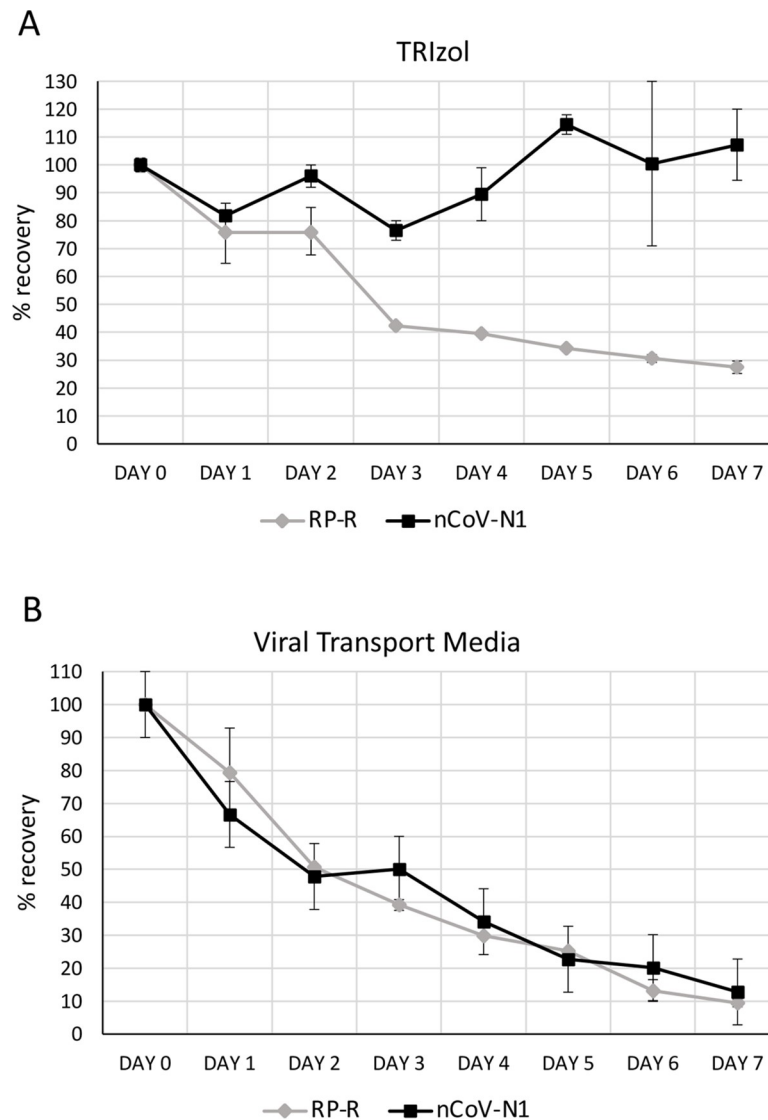 A
TRIzol
% recovery
130
120
110
100
90
80
70
60
50
40
30
20
10
0
DAY 0 DAY 1 DAY 2 DAY 3 DAY 4 DAY 5 DAY 6 DAY 7
RP-R nCoV-N1
B
Viral Transport Media
% recovery
110
100
90
80
70
60
50
40
30
20
10
0
DAY 0 DAY 1 DAY 2 DAY 3 DAY 4 DAY 5 DAY 6 DAY 7
RP-R nCoV-N1